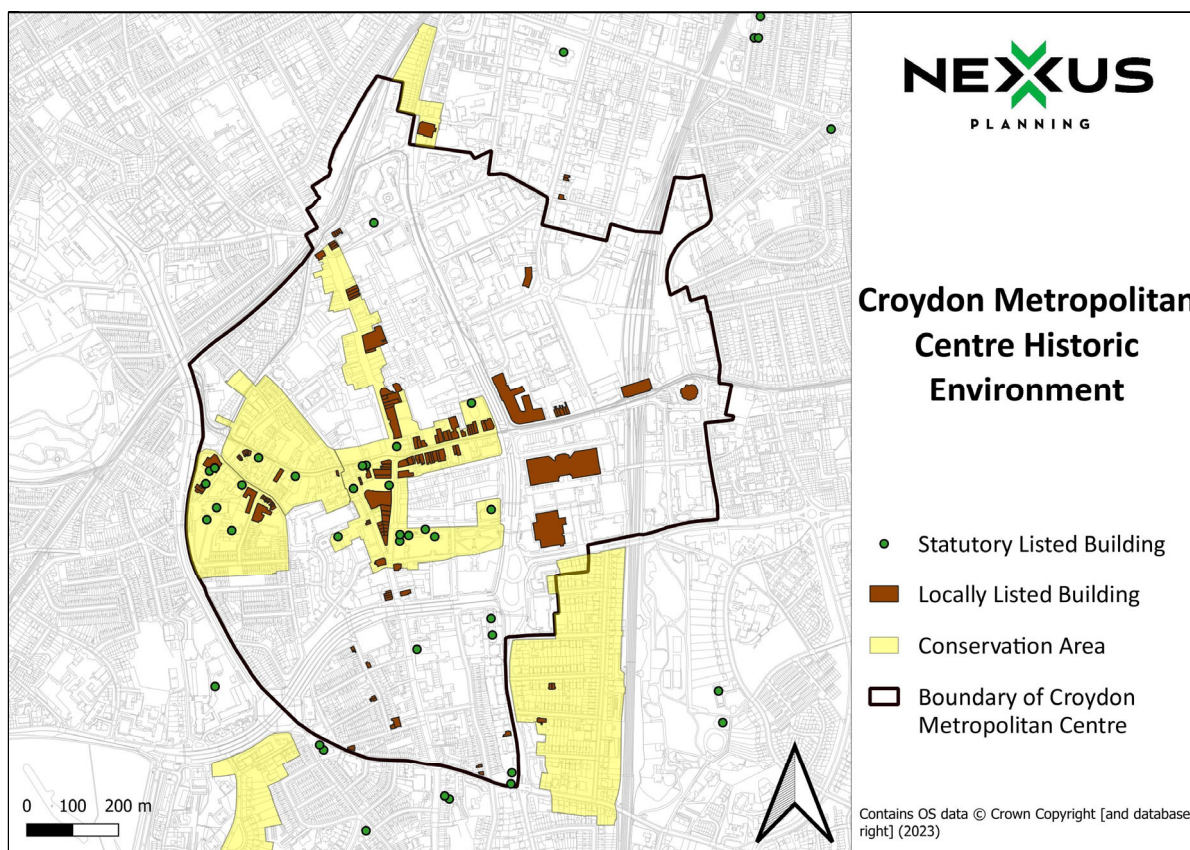 NEXUS
PLANNING
Croydon Metropolitan
Centre Historic
Environment
Statutory Listed Building
Locally Listed Building
Conservation Area
Boundary of Croydon
Metropolitan Centre
0 100 200 m
Contains OS data © Crown Copyright [and database
right] (2023)